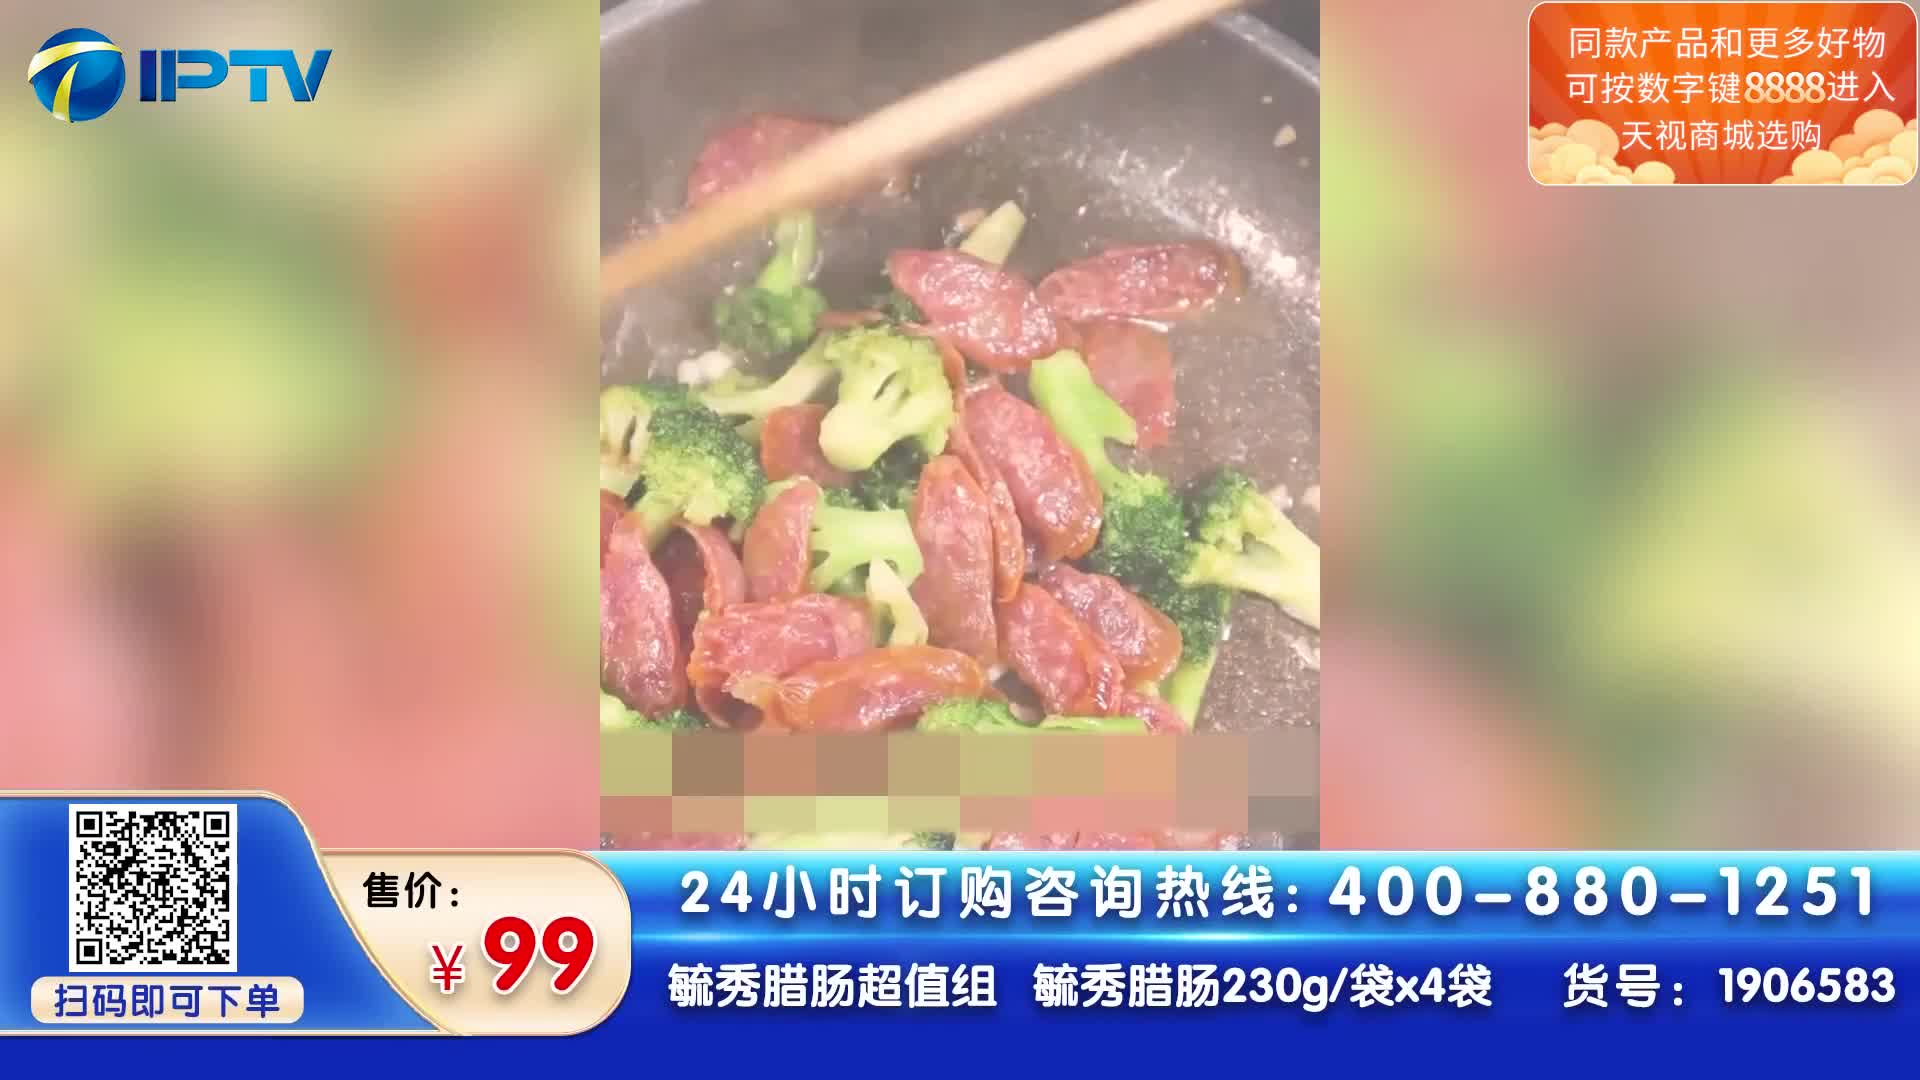 IPTV
同款产品和更多好物
可按数字键8888进入
天视商城选购
售价：
¥99
扫码即可下单
24小时订购咨询热线：400-880-1251
毓秀腊肠超值组 毓秀腊肠230g/袋x4袋 货号：1906583